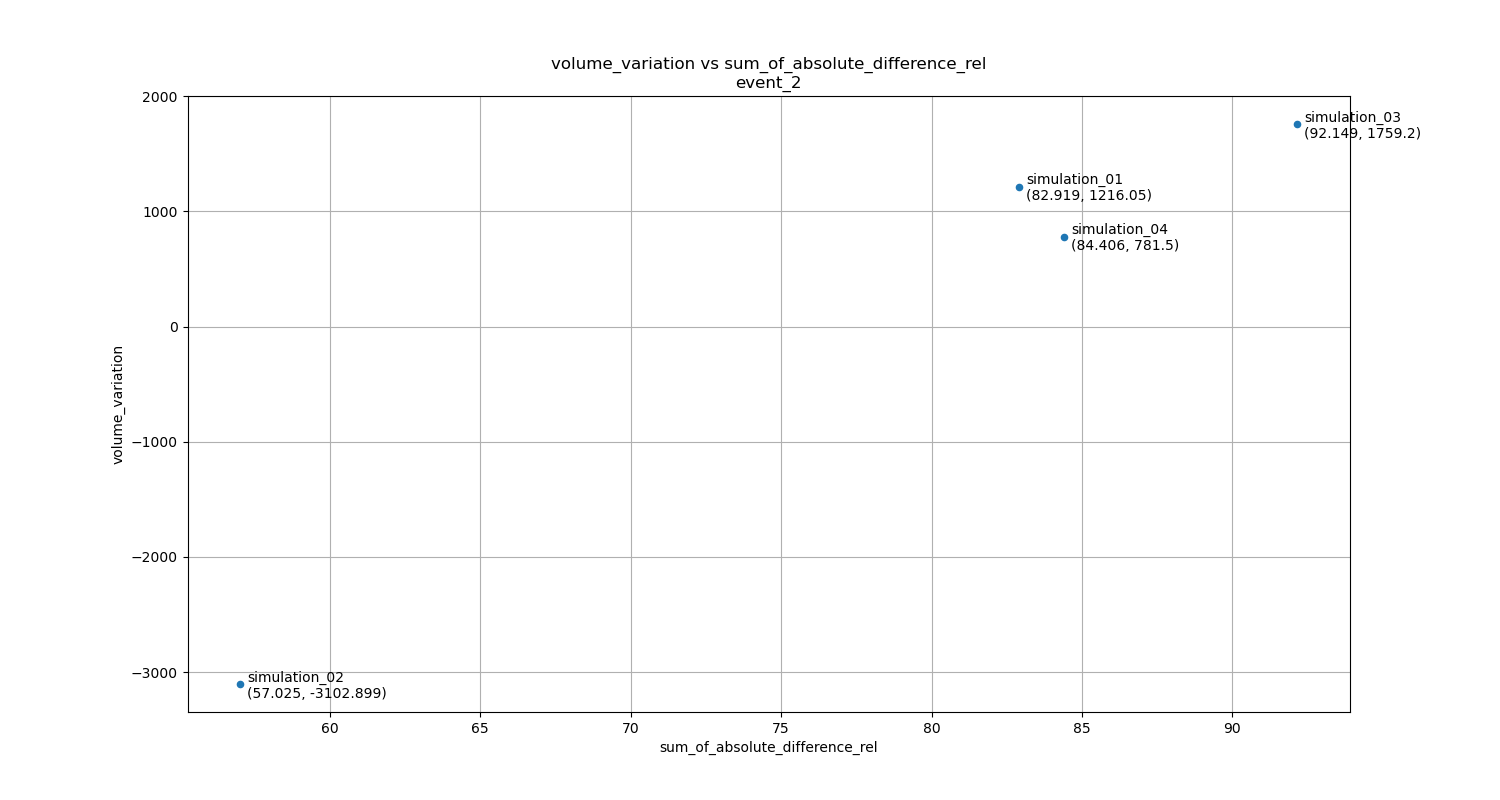 volume_variation vs sum_of_absolute_difference_rel
event_2
2000
1000
0
−1000
−2000
−3000
volume_variation
simulation_03
(92.149, 1759.2)
simulation_01
(82.919, 1216.05)
simulation_04
(84.406, 781.5)
simulation_02
(57.025, -3102.899)
60
65
70
75
80
85
90
sum_of_absolute_difference_rel